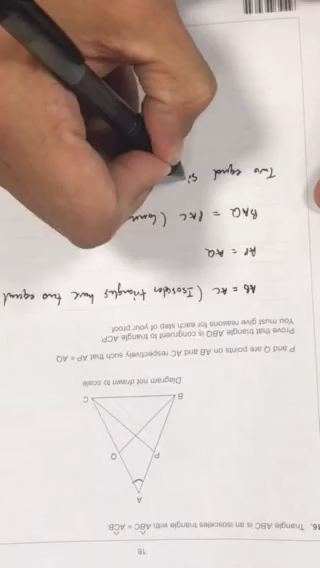 18
16. Triangle ABC is an isosceles triangle with AB̂C = AĈB.
A
P
Q
B
C
Diagram not drawn to scale
P and Q are points on AB and AC respectively such that AP = AQ
Prove that triangle ABQ is congruent to triangle ACP.
You must give reasons for each step of your proof
AB = AC (Isosceles triangles have two equal
AP = AQ
BAQ = PAC (
Two equal si